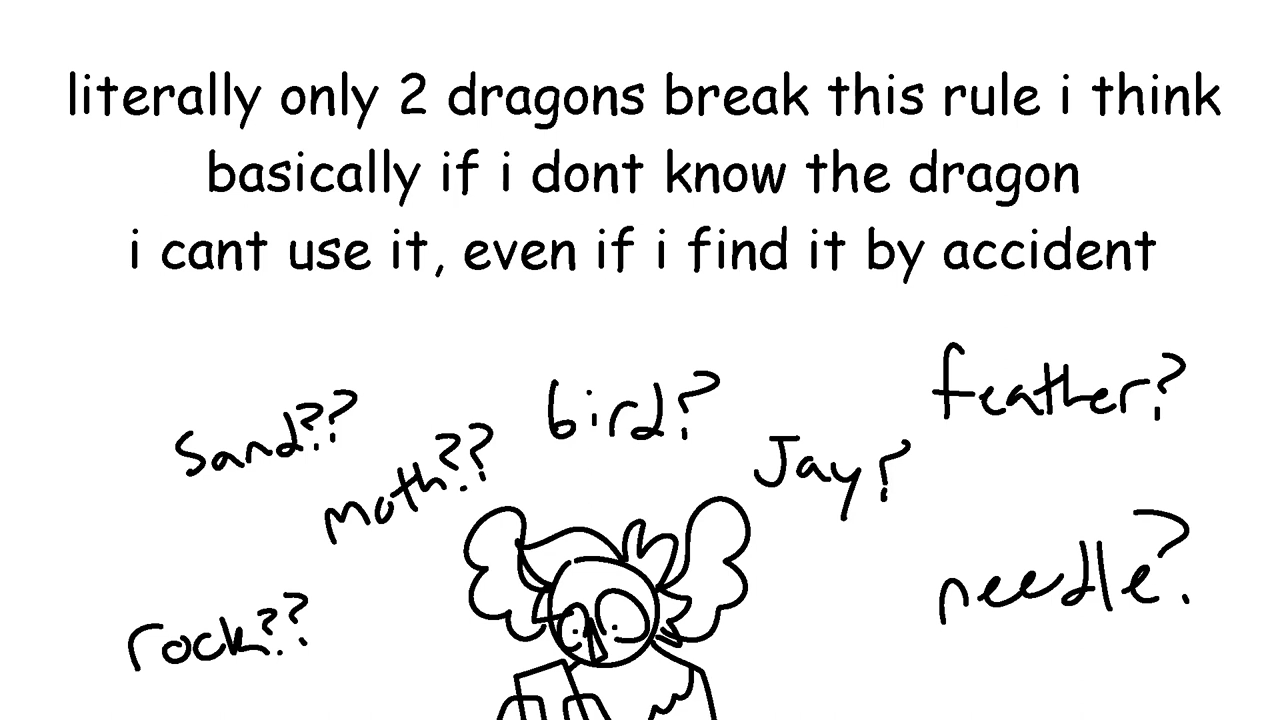 literally only 2 dragons break this rule i think
basically if i dont know the dragon
i cant use it, even if i find it by accident
feather?
bird?
sand??
moth??
Jay?
needle?
rock??